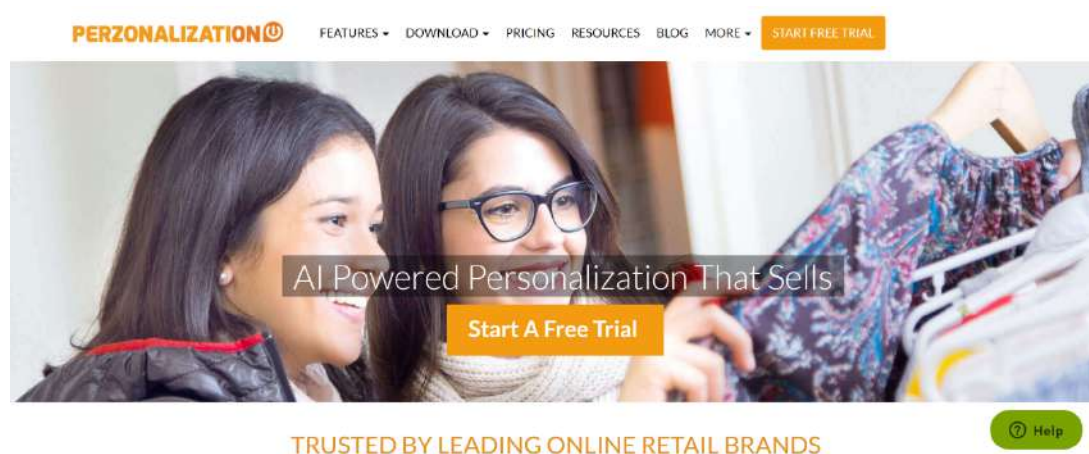 PERZONALIZATION
FEATURES DOWNLOAD PRICING RESOURCES BLOG MORE START FREE TRIAL
AI Powered Personalization That Sells
Start A Free Trial
Help
TRUSTED BY LEADING ONLINE RETAIL BRANDS